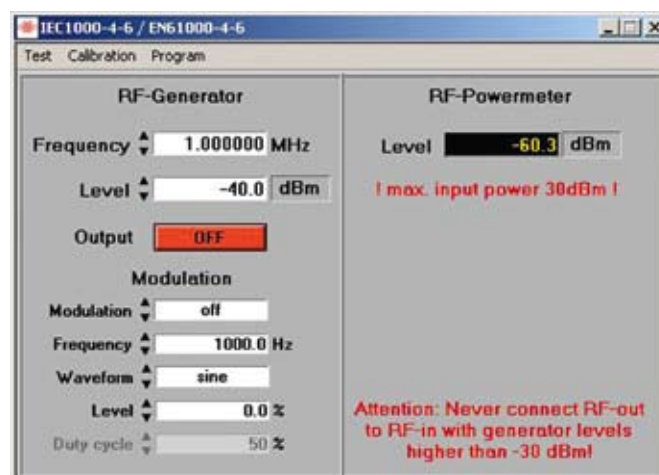 IEC1000-4-6 / EN61000-4-6
Test Calibration Program
RF-Generator
Frequency 1.000000 MHz
Level -40.0 dBm
Output OFF
Modulation
Modulation off
Frequency 1000.0 Hz
Waveform sine
Level 0.0 %
Duty cycle 50 %
RF-Powermeter
Level -60.3 dBm
! max. input power 30dBm !
Attention: Never connect RF-out
to RF-in with generator levels
higher than -30 dBm!